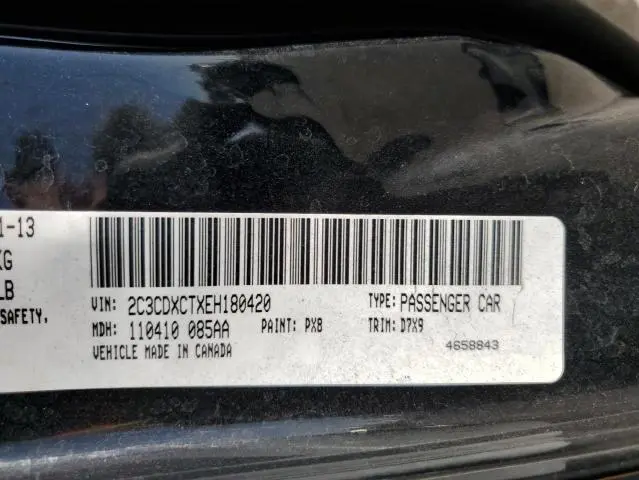 1-13
KG
LB
SAFETY.
VIN: 2C3CDXCTXEH180420 TYPE: PASSENGER CAR
MDH: 110410 085AA PAINT: PX8 TRIM: D7X9
VEHICLE MADE IN CANADA 4658843